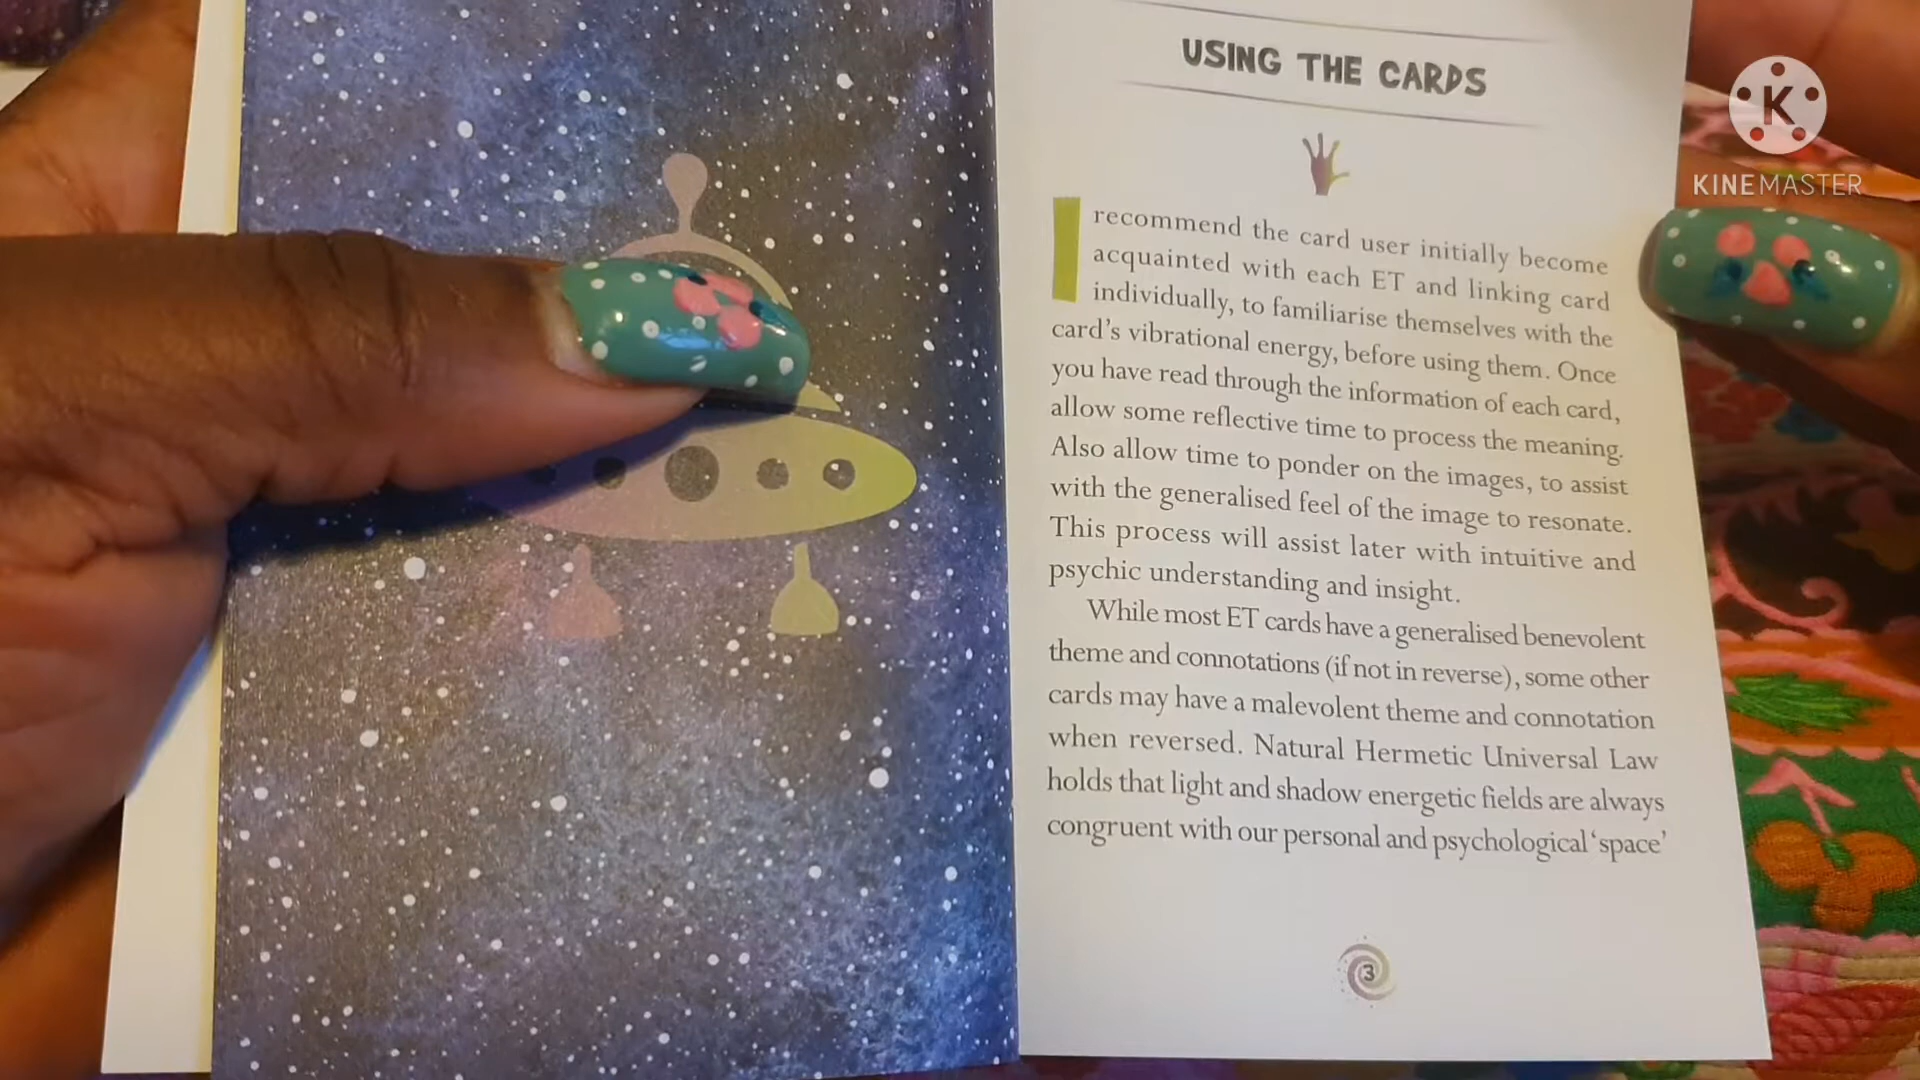 USING THE CARDS
I recommend the card user initially become
acquainted with each ET and linking card
individually, to familiarise themselves with the
card's vibrational energy, before using them. Once
you have read through the information of each card,
allow some reflective time to process the meaning.
Also allow time to ponder on the images, to assist
with the generalised feel of the image to resonate.
This process will assist later with intuitive and
psychic understanding and insight.
While most ET cards have a generalised benevolent
theme and connotations (if not in reverse), some other
cards may have a malevolent theme and connotation
when reversed. Natural Hermetic Universal Law
holds that light and shadow energetic fields are always
congruent with our personal and psychological 'space'
3
K
KINEMASTER